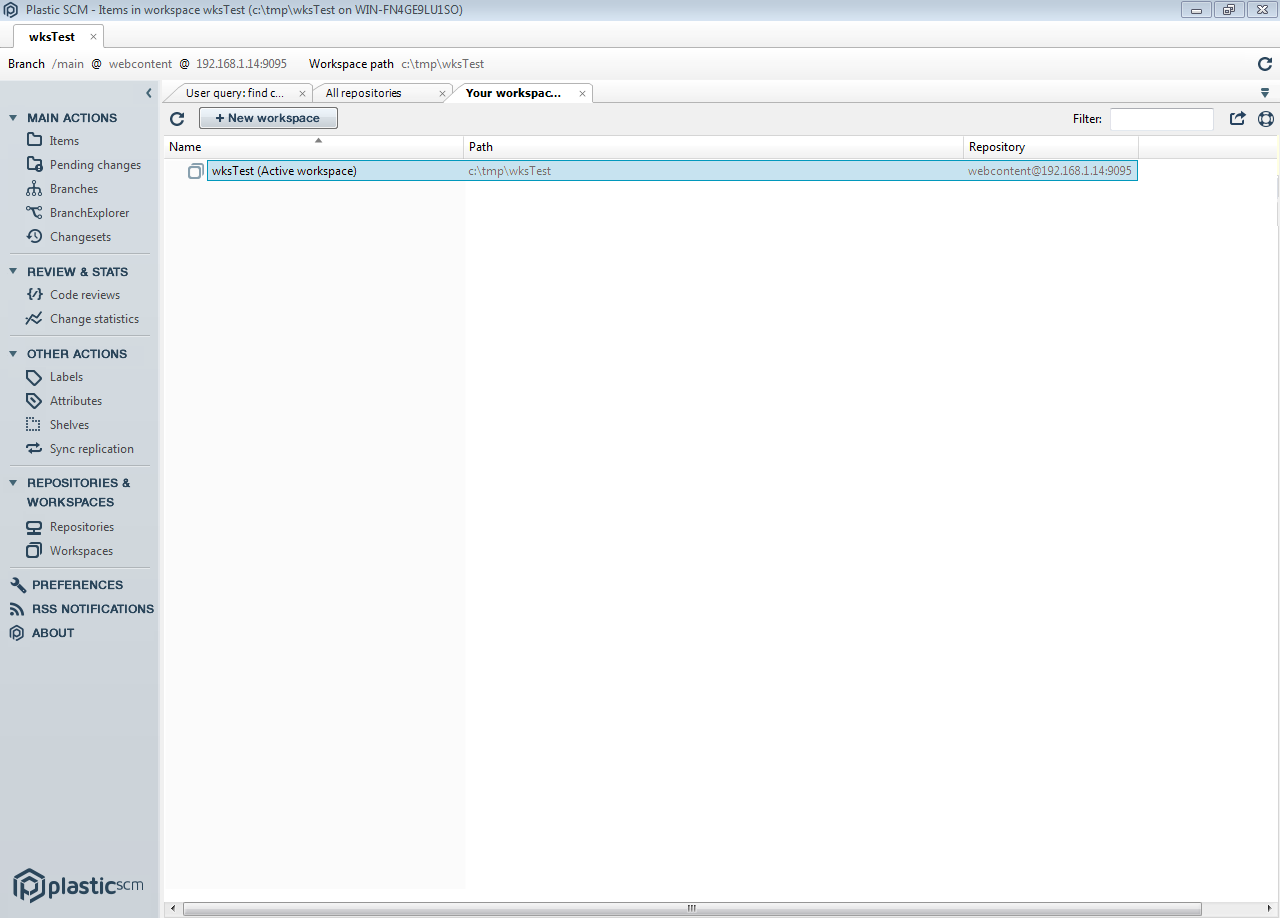 Plastic SCM - Items in workspace wksTest (c:\tmp\wksTest on WIN-FN4GE9LU1SO)
wksTest
Branch /main @ webcontent @ 192.168.1.14:9095 Workspace path c:\tmp\wksTest
User query: find c... All repositories Your workspac...
+ New workspace Filter:
Name Path Repository
wksTest (Active workspace) c:\tmp\wksTest webcontent@192.168.1.14:9095
MAIN ACTIONS
Items
Pending changes
Branches
BranchExplorer
Changesets
REVIEW & STATS
Code reviews
Change statistics
OTHER ACTIONS
Labels
Attributes
Shelves
Sync replication
REPOSITORIES &
WORKSPACES
Repositories
Workspaces
PREFERENCES
RSS NOTIFICATIONS
ABOUT
plasticSCM